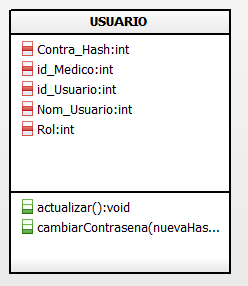 USUARIO
Contra_Hash:int
id_Medico:int
id_Usuario:int
Nom_Usuario:int
Rol:int
actualizar():void
cambiarContrasena(nuevaHas...